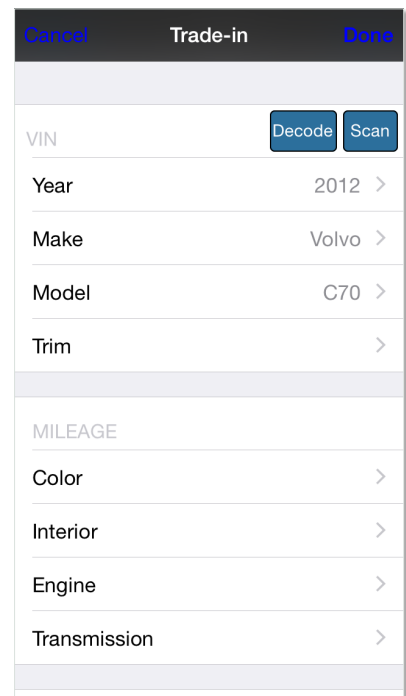 Cancel Trade-in Done
VIN Decode Scan
Year 2012
Make Volvo
Model C70
Trim
MILEAGE
Color
Interior
Engine
Transmission